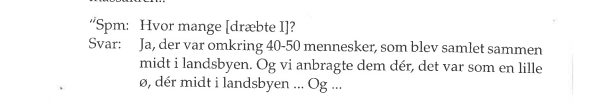 "Spm: Hvor mange [dræbte I]?
Svar: Ja, der var omkring 40-50 mennesker, som blev samlet sammen
midt i landsbyen. Og vi anbragte dem dér, det var som en lille
ø, dér midt i landsbyen ... Og ...